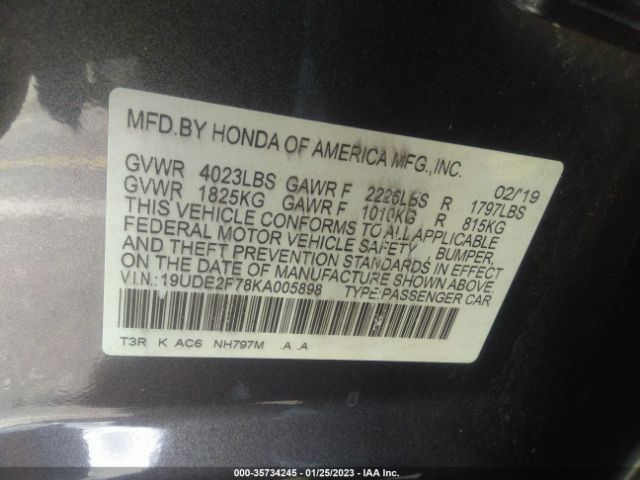 MFD.BY HONDA OF AMERICA MFG.,INC.
02/'19
GVWR 4023LBS GAWR F 2226LBS R 1797LBS
GVWR 1825KG GAWR F 1010KG R 815KG
THIS VEHICLE CONFORMS TO ALL APPLICABLE
FEDERAL MOTOR VEHICLE SAFETY , BUMPER,
AND THEFT PREVENTION STANDARDS IN EFFECT
ON THE DATE OF MANUFACTURE SHOWN ABOVE.
V.I.N.: 19UDE2F78KA005898 TYPE:PASSENGER CAR
T3R K AC6 NH797M .A .A
000-35734245 - 01/25/2023 - IAA Inc.